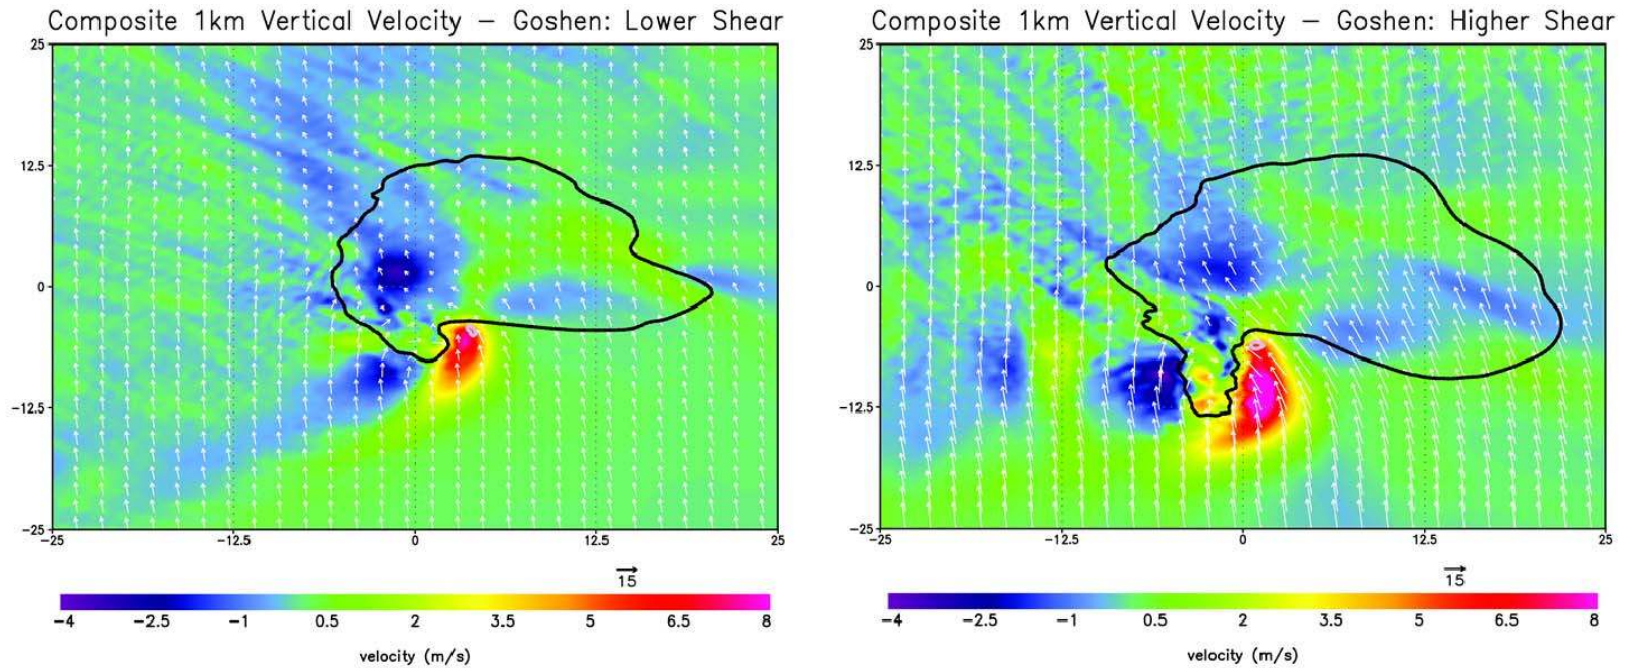 Composite 1km Vertical Velocity – Goshen: Lower Shear
25
12.5
0
−12.5
−25
−25 −12.5 0 12.5 25
15
−4 −2.5 −1 0.5 2 3.5 5 6.5 8
velocity (m/s)
Composite 1km Vertical Velocity – Goshen: Higher Shear
25
12.5
0
−12.5
−25
−25 −12.5 0 12.5 25
15
−4 −2.5 −1 0.5 2 3.5 5 6.5 8
velocity (m/s)